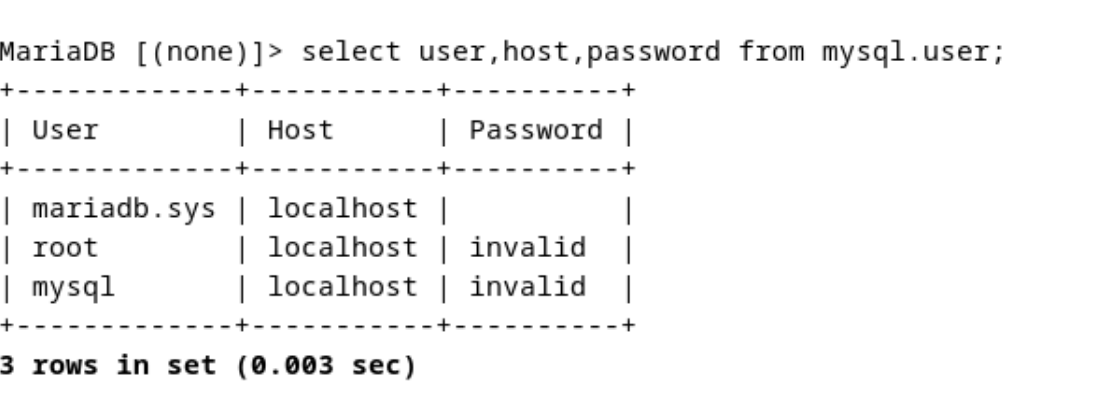 MariaDB [(none)]> select user,host,password from mysql.user;
+-------------+-----------+----------+
| User        | Host      | Password |
+-------------+-----------+----------+
| mariadb.sys | localhost |          |
| root        | localhost | invalid  |
| mysql       | localhost | invalid  |
+-------------+-----------+----------+
3 rows in set (0.003 sec)